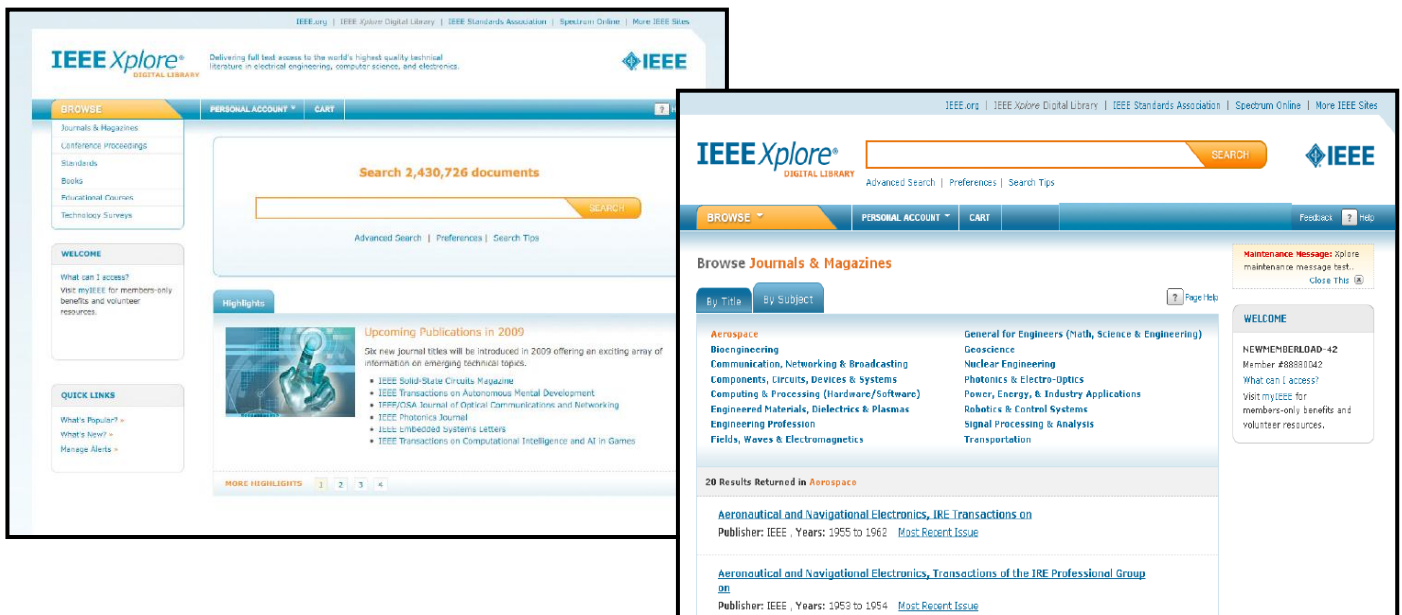 IEEE.org | IEEE Xplore Digital Library | IEEE Standards Association | Spectrum Online | More IEEE Sites
IEEE Xplore®
DIGITAL LIBRARY
Delivering full text access to the world's highest quality technical
literature in electrical engineering, computer science, and electronics.
IEEE
BROWSE
PERSONAL ACCOUNT
CART
?
Journals & Magazines
Conference Proceedings
Standards
Books
Educational Courses
Technology Surveys
Search 2,430,726 documents
SEARCH
Advanced Search | Preferences | Search Tips
WELCOME
What can I access?
Visit myIEEE for members-only
benefits and volunteer
resources.
QUICK LINKS
What's Popular? »
What's New? »
Manage Alerts »
Highlights
Upcoming Publications in 2009
Six new journal titles will be introduced in 2009 offering an exciting array of
information on emerging technical topics.
• IEEE Solid-State Circuits Magazine
• IEEE Transactions on Autonomous Mental Development
• IEEE/OSA Journal of Optical Communications and Networking
• IEEE Photonics Journal
• IEEE Embedded Systems Letters
• IEEE Transactions on Computational Intelligence and AI in Games
MORE HIGHLIGHTS 1 2 3 4
IEEE.org | IEEE Xplore Digital Library | IEEE Standards Association | Spectrum Online | More IEEE Sites
IEEE Xplore®
DIGITAL LIBRARY
SEARCH
IEEE
Advanced Search | Preferences | Search Tips
BROWSE
PERSONAL ACCOUNT
CART
Feedback ? Help
Browse Journals & Magazines
By Title
By Subject
? Page Help
Aerospace
Bioengineering
Communication, Networking & Broadcasting
Components, Circuits, Devices & Systems
Computing & Processing (Hardware/Software)
Engineered Materials, Dielectrics & Plasmas
Engineering Profession
Fields, Waves & Electromagnetics
General for Engineers (Math, Science & Engineering)
Geoscience
Nuclear Engineering
Photonics & Electro-Optics
Power, Energy, & Industry Applications
Robotics & Control Systems
Signal Processing & Analysis
Transportation
Maintenance Message: Xplore
maintenance message test..
Close This
WELCOME
NEWMEMBERLOAD-42
Member #88880042
What can I access?
Visit myIEEE for
members-only benefits and
volunteer resources.
20 Results Returned in Aerospace
Aeronautical and Navigational Electronics, IRE Transactions on
Publisher: IEEE , Years: 1955 to 1962 Most Recent Issue
Aeronautical and Navigational Electronics, Transactions of the IRE Professional Group
on
Publisher: IEEE , Years: 1953 to 1954 Most Recent Issue